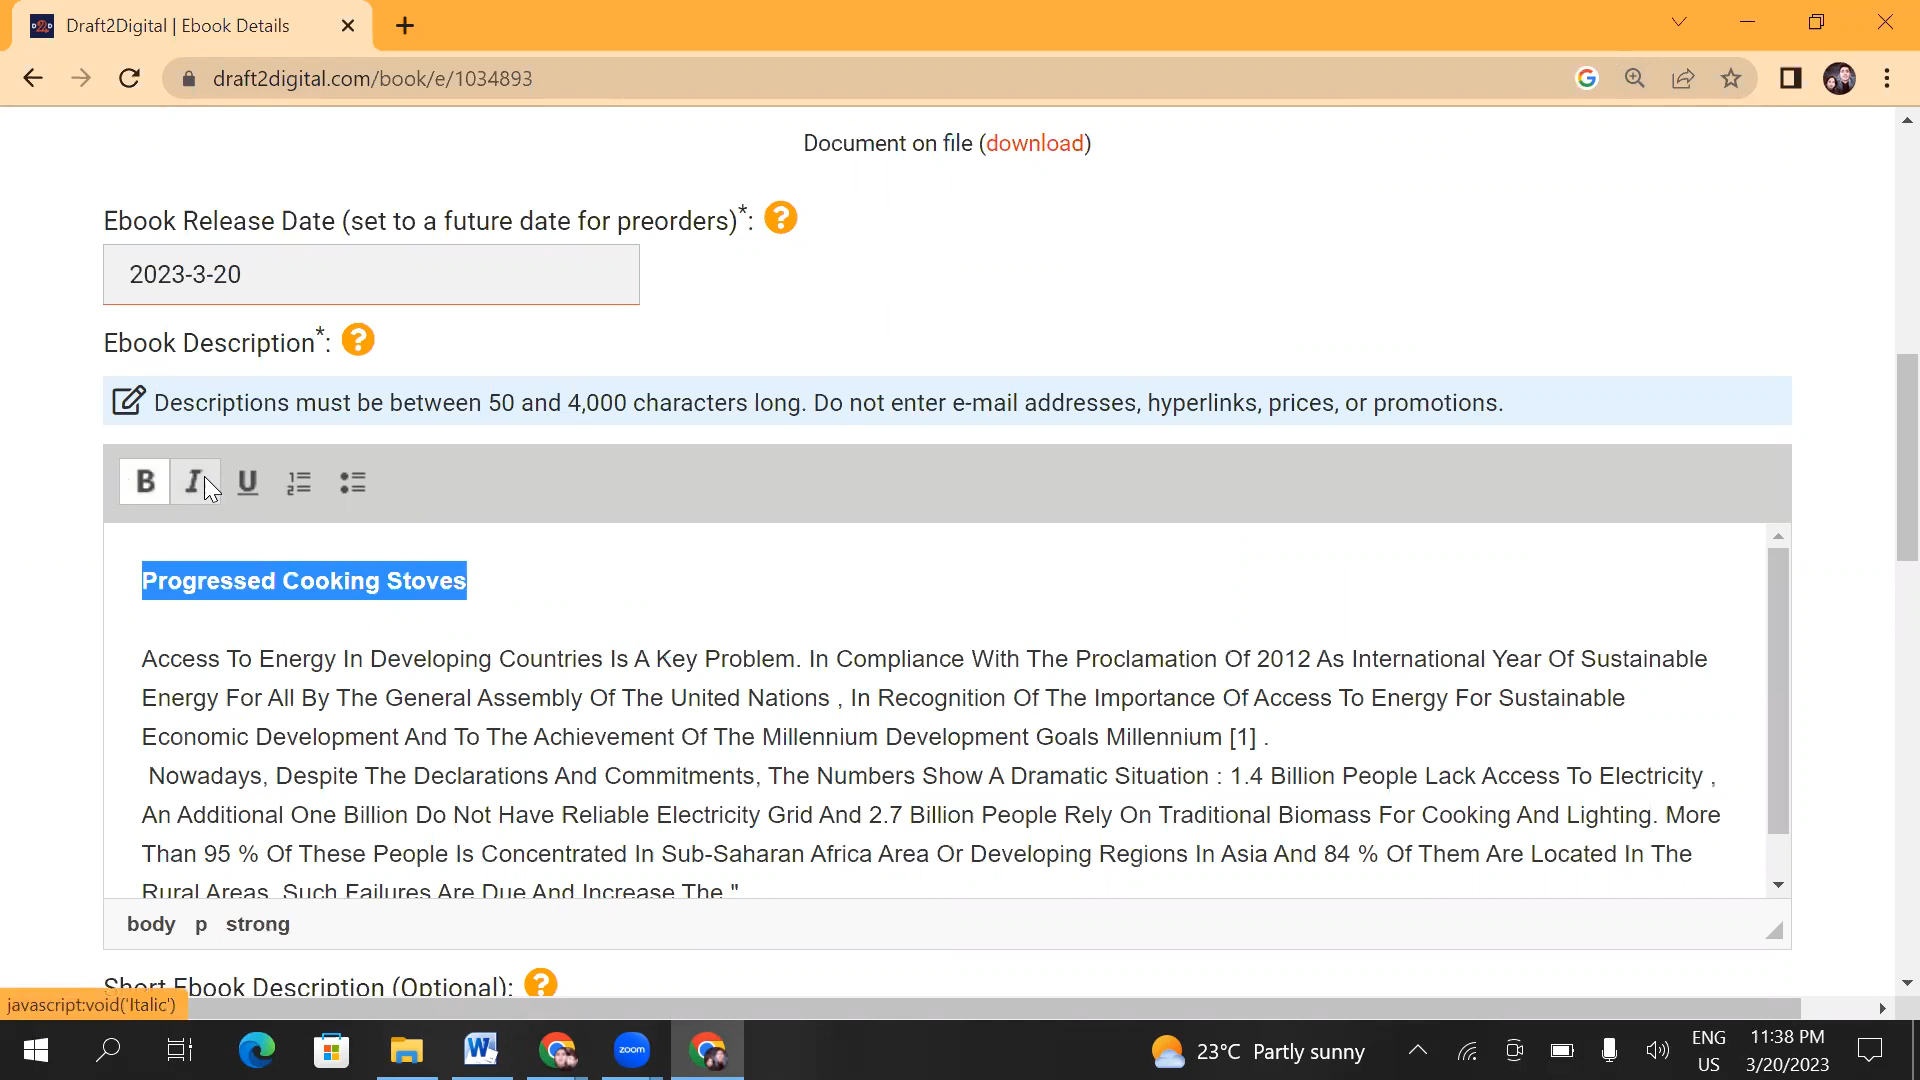 Draft2Digital | Ebook Details
draft2digital.com/book/e/1034893
Document on file (download)
Ebook Release Date (set to a future date for preorders)*:
2023-3-20
Ebook Description*:
Descriptions must be between 50 and 4,000 characters long. Do not enter e-mail addresses, hyperlinks, prices, or promotions.
B I U
Progressed Cooking Stoves
Access To Energy In Developing Countries Is A Key Problem. In Compliance With The Proclamation Of 2012 As International Year Of Sustainable
Energy For All By The General Assembly Of The United Nations , In Recognition Of The Importance Of Access To Energy For Sustainable
Economic Development And To The Achievement Of The Millennium Development Goals Millennium [1] .
Nowadays, Despite The Declarations And Commitments, The Numbers Show A Dramatic Situation : 1.4 Billion People Lack Access To Electricity ,
An Additional One Billion Do Not Have Reliable Electricity Grid And 2.7 Billion People Rely On Traditional Biomass For Cooking And Lighting. More
Than 95 % Of These People Is Concentrated In Sub-Saharan Africa Area Or Developing Regions In Asia And 84 % Of Them Are Located In The
Rural Areas. Such Failures Are Due And Increase The "
body p strong
Short Ebook Description (Optional):
javascript:void('Italic')
zoom
23°C Partly sunny
ENG
US
11:38 PM
3/20/2023